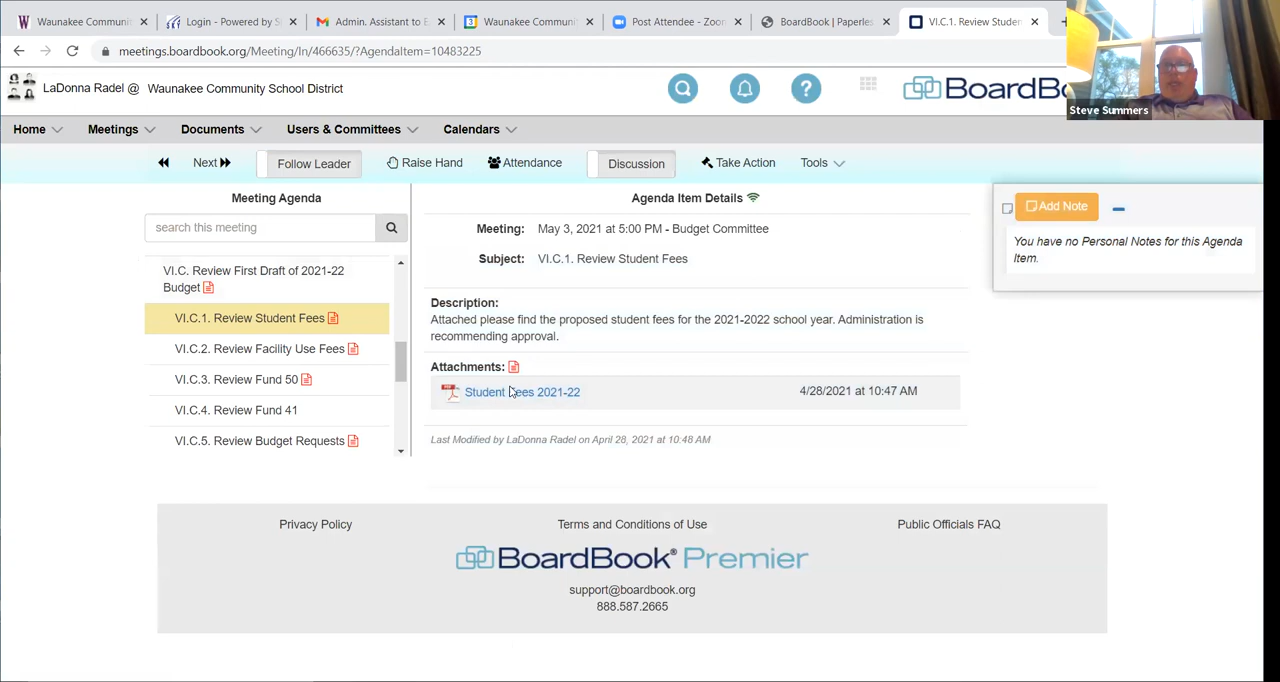 Waunakee Communi
Login - Powered by S
Admin. Assistant to E
Waunakee Communi
Post Attendee - Zoon
BoardBook | Paperles
VI.C.1. Review Studen
meetings.boardbook.org/Meeting/In/466635/?AgendaItem=10483225
LaDonna Radel @ Waunakee Community School District
BoardBo
Steve Summers
Home
Meetings
Documents
Users & Committees
Calendars
Next
Follow Leader
Raise Hand
Attendance
Discussion
Take Action
Tools
Meeting Agenda
search this meeting
VI.C. Review First Draft of 2021-22
Budget
VI.C.1. Review Student Fees
VI.C.2. Review Facility Use Fees
VI.C.3. Review Fund 50
VI.C.4. Review Fund 41
VI.C.5. Review Budget Requests
Agenda Item Details
Meeting: May 3, 2021 at 5:00 PM - Budget Committee
Subject: VI.C.1. Review Student Fees
Description:
Attached please find the proposed student fees for the 2021-2022 school year. Administration is
recommending approval.
Attachments:
Student Fees 2021-22 4/28/2021 at 10:47 AM
Last Modified by LaDonna Radel on April 28, 2021 at 10:48 AM
Add Note
You have no Personal Notes for this Agenda
Item.
Privacy Policy
Terms and Conditions of Use
Public Officials FAQ
BoardBook® Premier
support@boardbook.org
888.587.2665